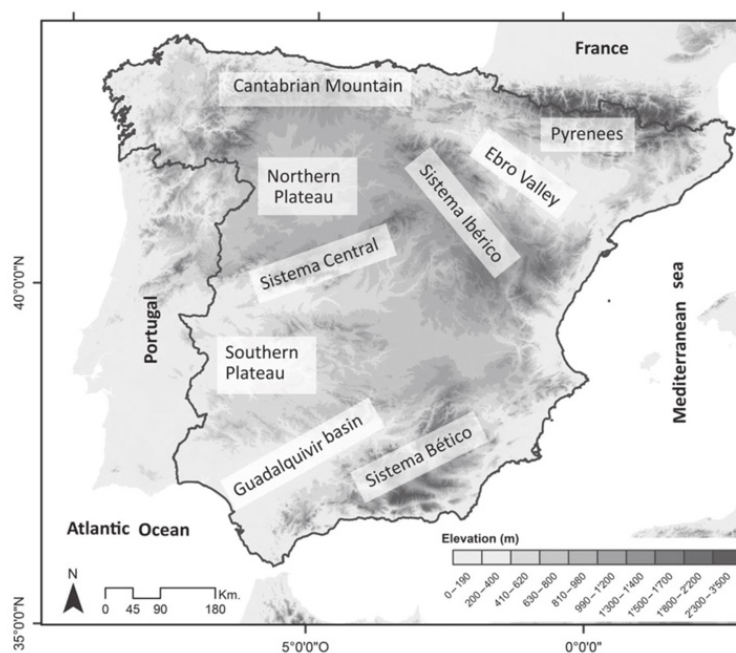 France
Cantabrian Mountain
Pyrenees
Ebro Valley
Northern
Plateau
Sistema Ibérico
Sistema Central
40°0'0"N
Portugal
Mediterranean sea
Southern
Plateau
Guadalquivir basin
Sistema Bético
Atlantic Ocean
Elevation (m)
N
Km.
0 45 90 180
0–190
200–400
410–620
630–800
810–980
990–1'200
1'300–1'400
1'500–1'700
1'800–2'200
2'300–3'500
35°0'0"N
5°0'0"O
0°0'0"